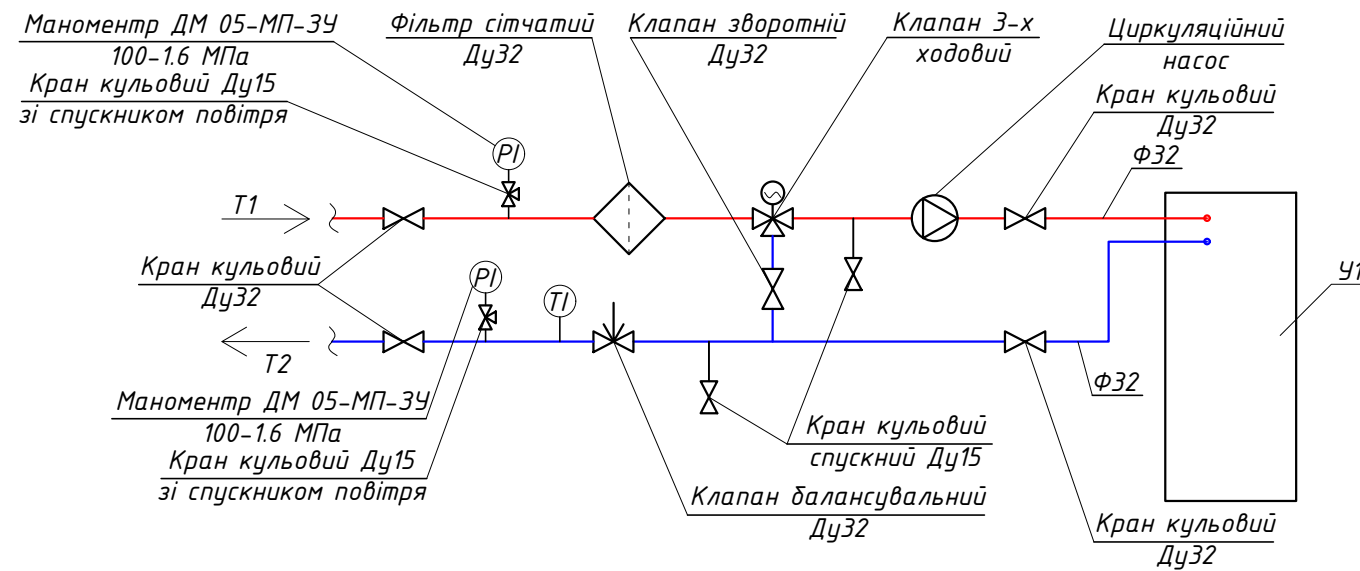 Манометр ДМ 05-МП-3У
100-1.6 МПа
Кран кульовий Ду15
зі спускником повітря
Фільтр сітчатий
Ду32
Клапан зворотній
Ду32
Клапан 3-х
ходовий
Циркуляційний
насос
Кран кульовий
Ду32
Ф32
PI
T1
Кран кульовий
Ду32
PI
TI
У1
T2
Ф32
Манометр ДМ 05-МП-3У
100-1.6 МПа
Кран кульовий Ду15
зі спускником повітря
Кран кульовий
спускний Ду15
Клапан балансувальний
Ду32
Кран кульовий
Ду32